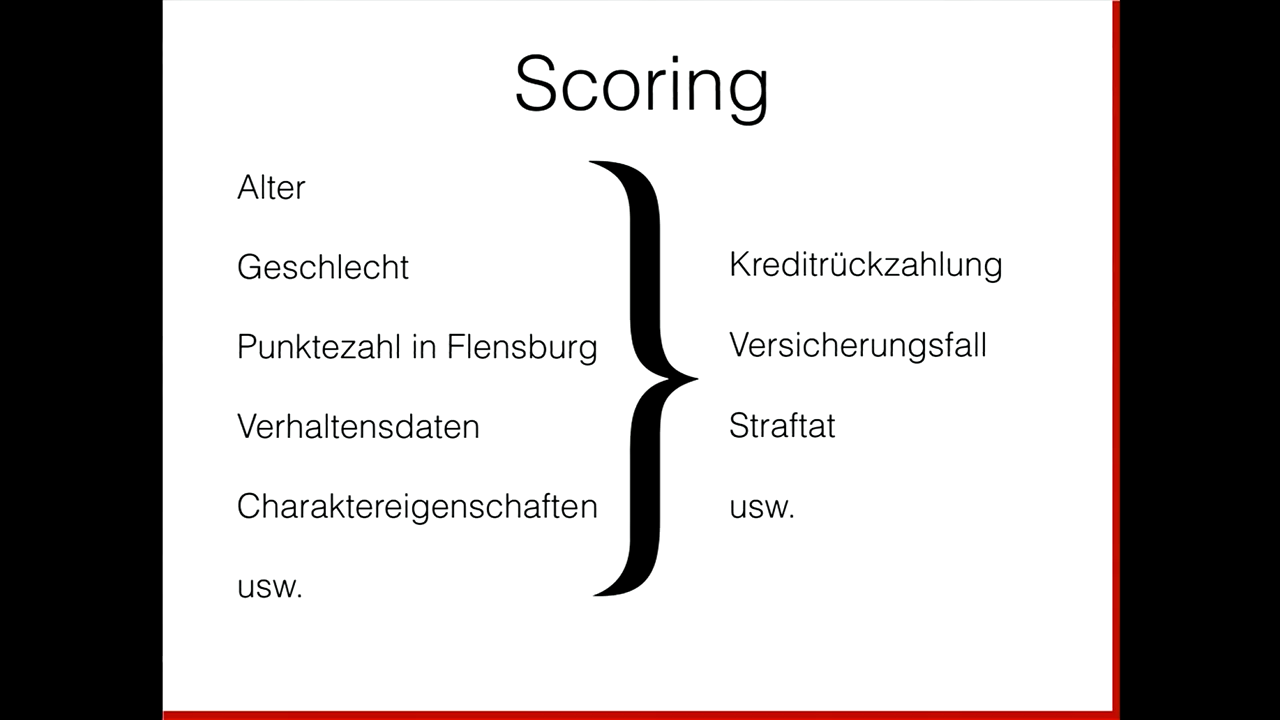 Scoring
Alter
Geschlecht
Punktezahl in Flensburg
Verhaltensdaten
Charaktereigenschaften
usw.
Kreditrückzahlung
Versicherungsfall
Straftat
usw.